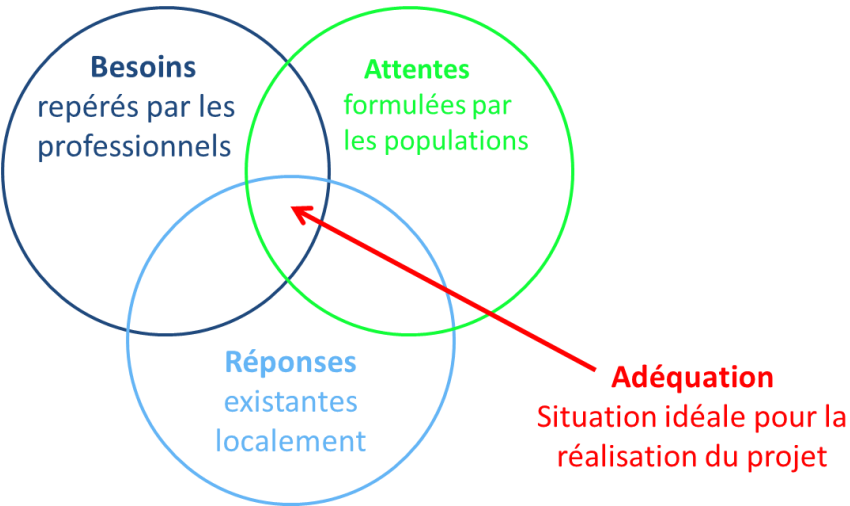 Besoins
repérés par les
professionnels
Attentes
formulées par
les populations
Réponses
existantes
localement
Adéquation
Situation idéale pour la
réalisation du projet